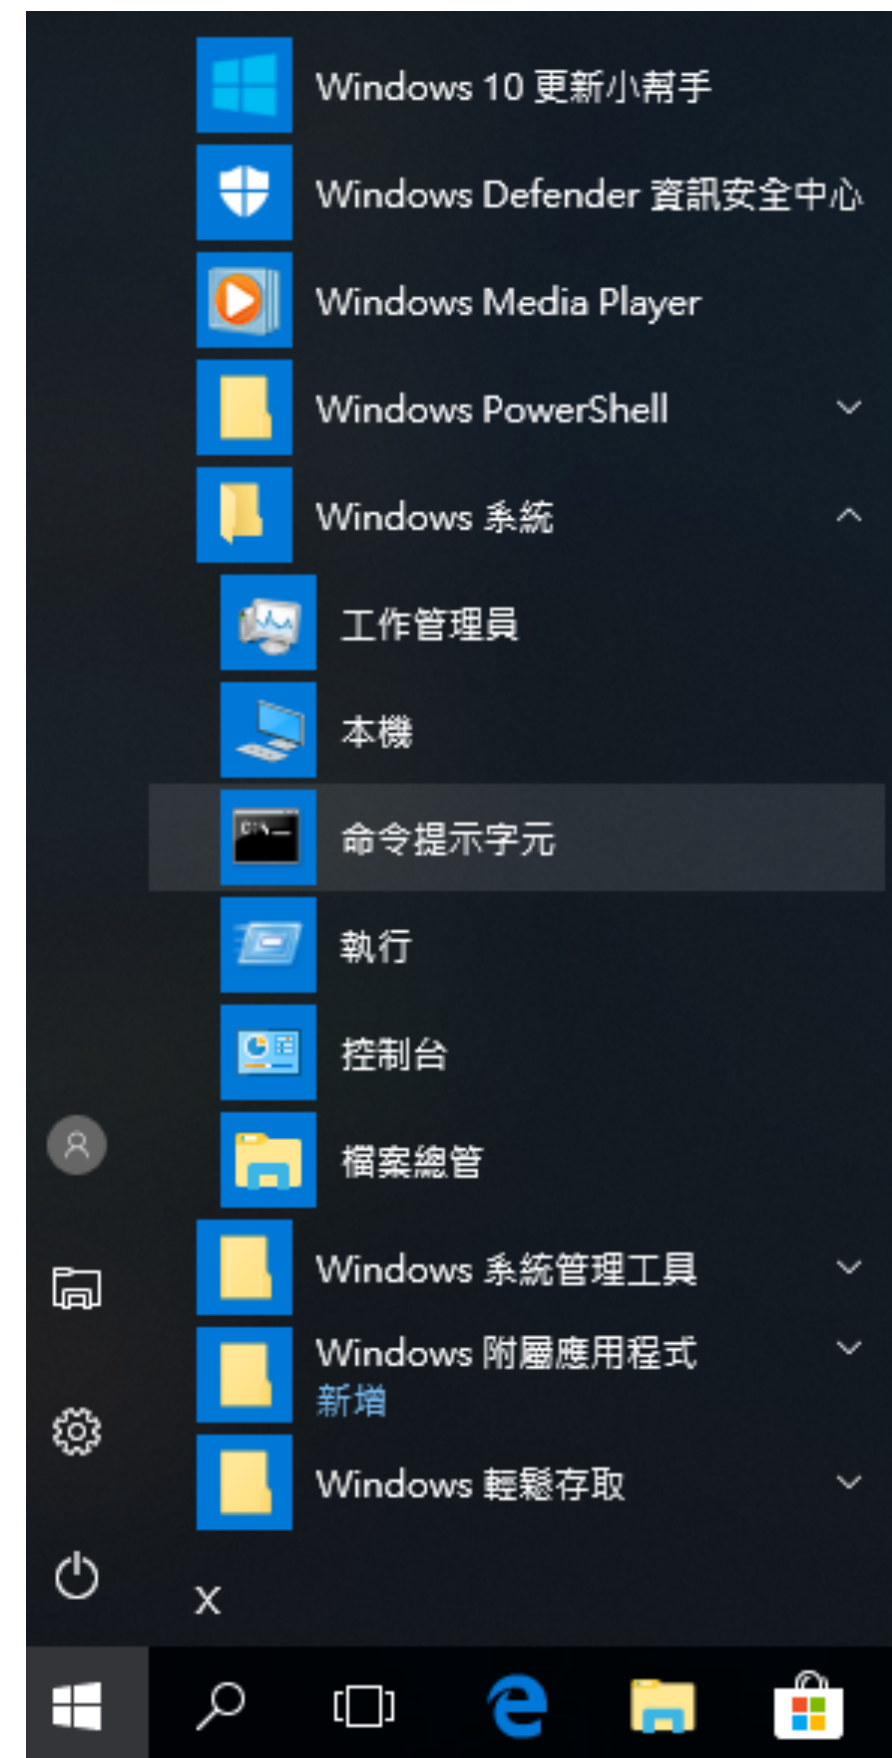 Windows 10 更新小幫手
Windows Defender 資訊安全中心
Windows Media Player
Windows PowerShell
Windows 系統
工作管理員
本機
命令提示字元
執行
控制台
檔案總管
Windows 系統管理工具
Windows 附屬應用程式
新增
Windows 輕鬆存取
X